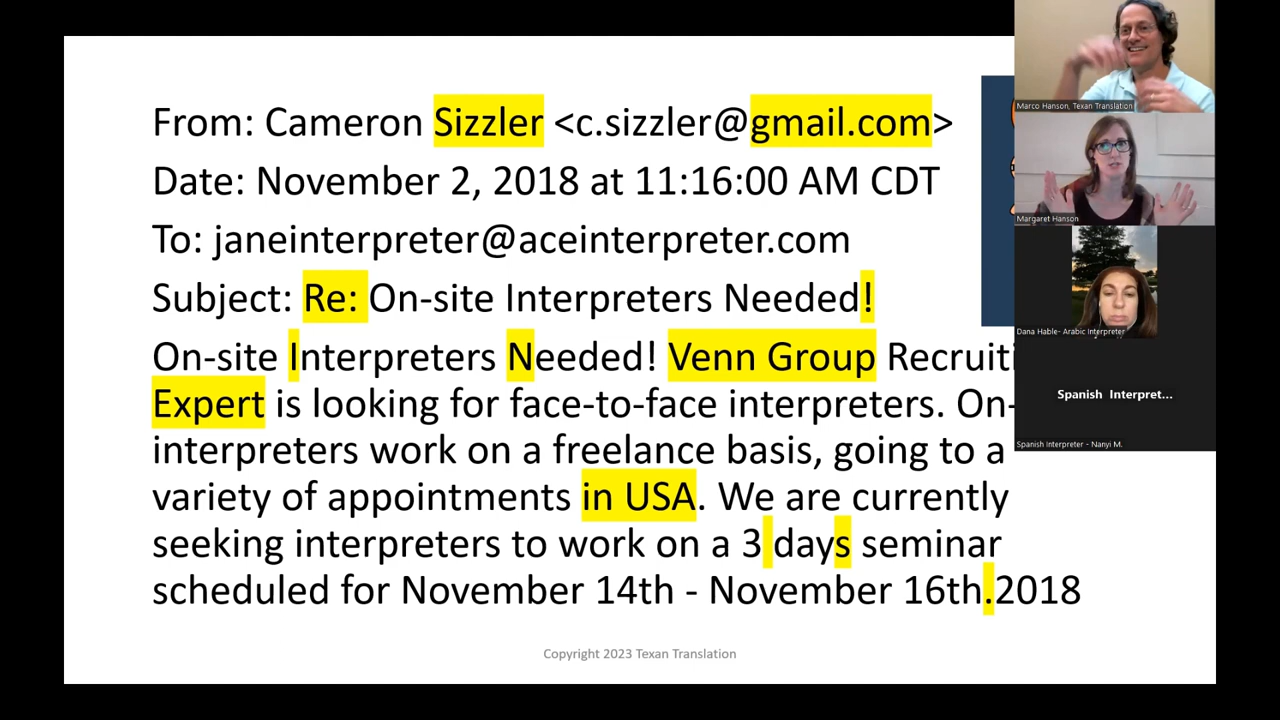 From: Cameron Sizzler <c.sizzler@gmail.com>
Date: November 2, 2018 at 11:16:00 AM CDT
To: janeinterpreter@aceinterpreter.com
Subject: Re: On-site Interpreters Needed!
On-site Interpreters Needed! Venn Group Recruiti
Expert is looking for face-to-face interpreters. On-
interpreters work on a freelance basis, going to a
variety of appointments in USA. We are currently
seeking interpreters to work on a 3 days seminar
scheduled for November 14th - November 16th.2018
Copyright 2023 Texan Translation
Marco Hanson, Texan Translation
Margaret Hanson
Dana Hable- Arabic Interpreter
Spanish Interpret...
Spanish Interpreter - Nanyi M.